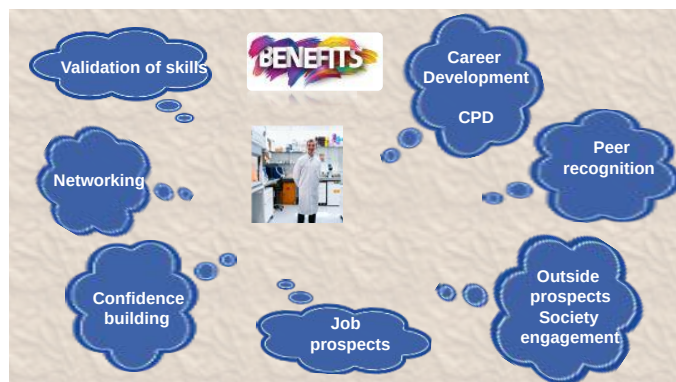 Validation of skills
BENEFITS
Career
Development
CPD
Peer
recognition
Networking
Confidence
building
Job
prospects
Outside
prospects
Society
engagement